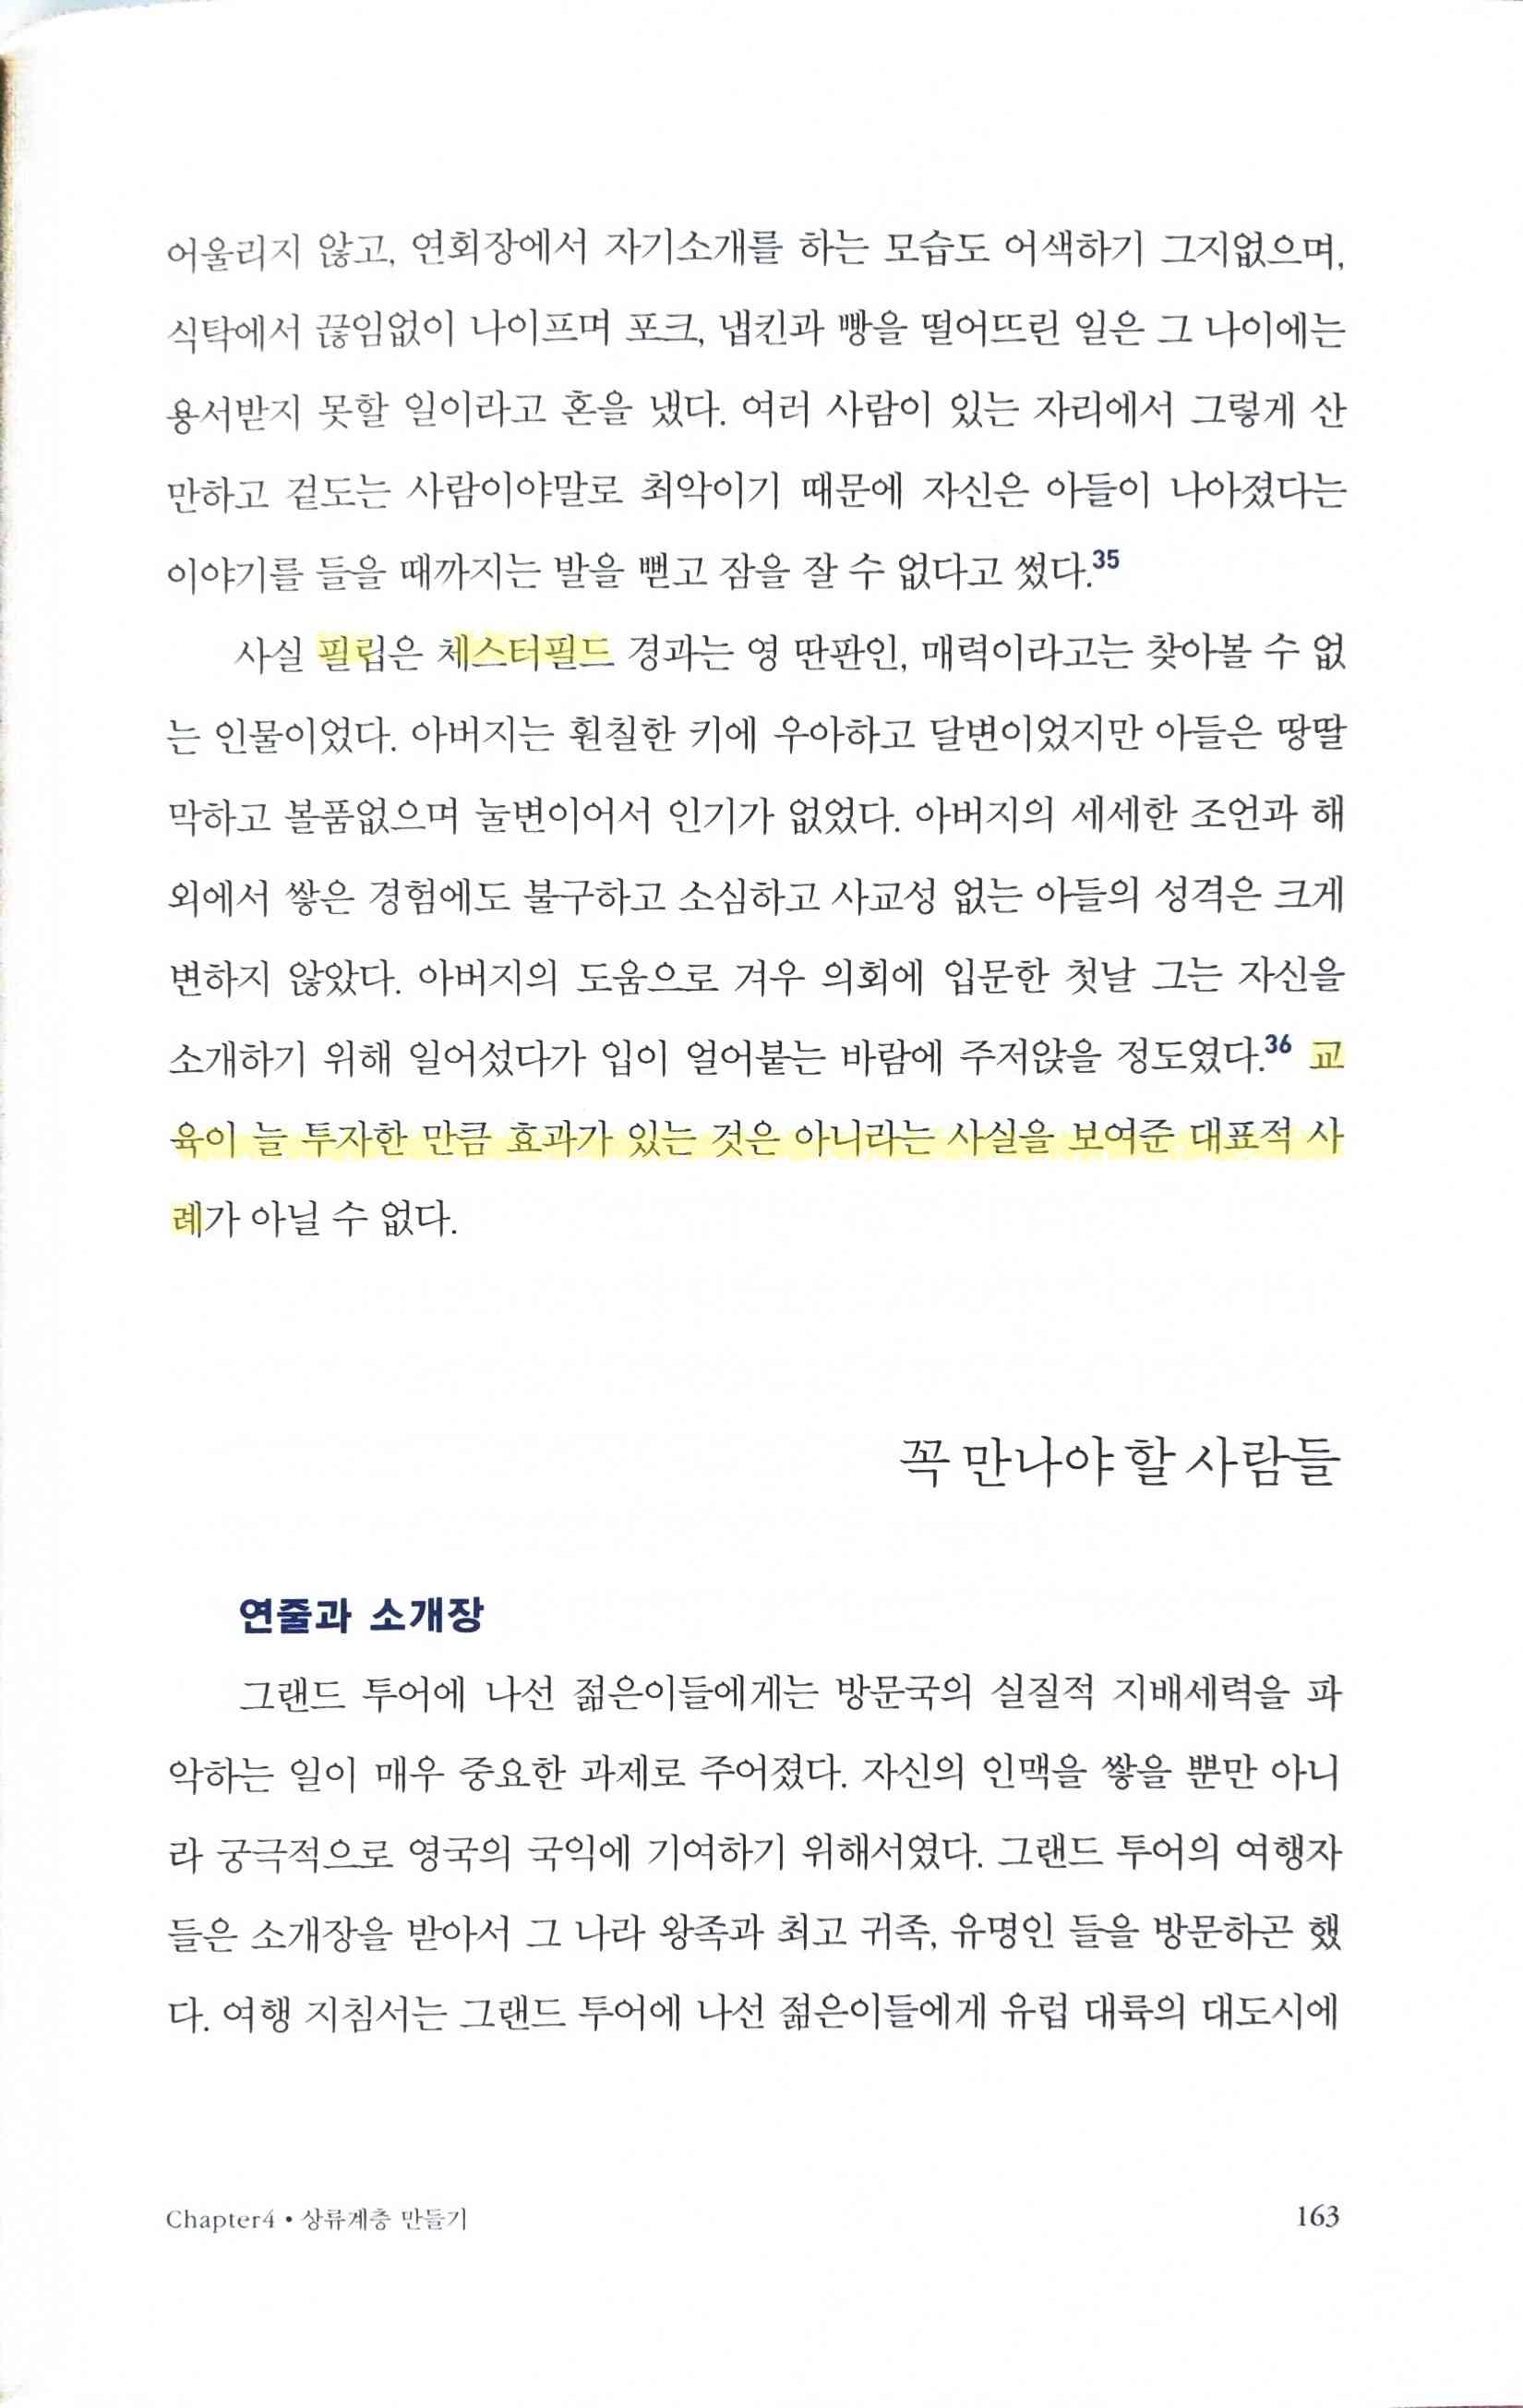 어울리지 않고, 연회장에서 자기소개를 하는 모습도 어색하기 그지없으며,
식탁에서 끊임없이 나이프며 포크, 냅킨과 빵을 떨어뜨린 일은 그 나이에는
용서받지 못할 일이라고 혼을 냈다. 여러 사람이 있는 자리에서 그렇게 산
만하고 겉도는 사람이야말로 최악이기 때문에 자신은 아들이 나아졌다는
이야기를 들을 때까지는 발을 뻗고 잠을 잘 수 없다고 썼다.35
사실 필립은 체스터필드 경과는 영 딴판인, 매력이라고는 찾아볼 수 없
는 인물이었다. 아버지는 훤칠한 키에 우아하고 달변이었지만 아들은 땅딸
막하고 볼품없으며 눌변이어서 인기가 없었다. 아버지의 세세한 조언과 해
외에서 쌓은 경험에도 불구하고 소심하고 사교성 없는 아들의 성격은 크게
변하지 않았다. 아버지의 도움으로 겨우 의회에 입문한 첫날 그는 자신을
소개하기 위해 일어섰다가 입이 얼어붙는 바람에 주저앉을 정도였다.36 교
육이 늘 투자한 만큼 효과가 있는 것은 아니라는 사실을 보여준 대표적 사
례가 아닐 수 없다.
꼭 만나야 할 사람들
연줄과 소개장
그랜드 투어에 나선 젊은이들에게는 방문국의 실질적 지배세력을 파
악하는 일이 매우 중요한 과제로 주어졌다. 자신의 인맥을 쌓을 뿐만 아니
라 궁극적으로 영국의 국익에 기여하기 위해서였다. 그랜드 투어의 여행자
들은 소개장을 받아서 그 나라 왕족과 최고 귀족, 유명인 들을 방문하곤 했
다. 여행 지침서는 그랜드 투어에 나선 젊은이들에게 유럽 대륙의 대도시에
Chapter4 • 상류계층 만들기
163